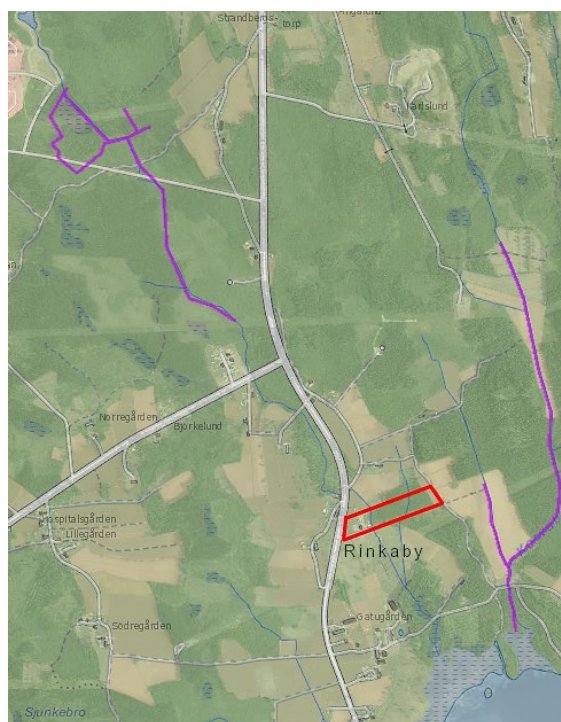 Strandbergs-
torp
Karlslund
Norregården
Björkelund
Hospitalsgården
Lillegården
Rinkaby
Gatugården
Södregården
Sjunkebro